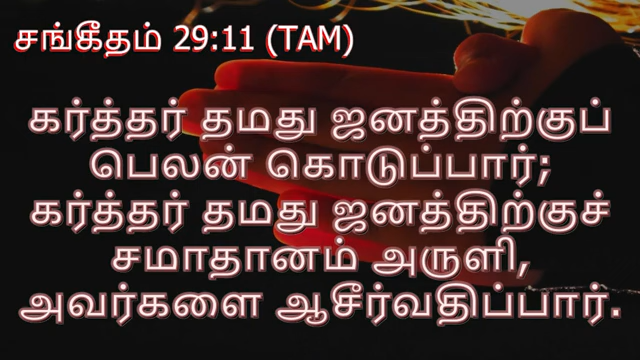 சங்கீதம் 29:11 (TAM)
கர்த்தர் தமது ஜனத்திற்குப்
பெலன் கொடுப்பார்;
கர்த்தர் தமது ஜனத்திற்குச்
சமாதானம் அருளி,
அவர்களை ஆசீர்வதிப்பார்.